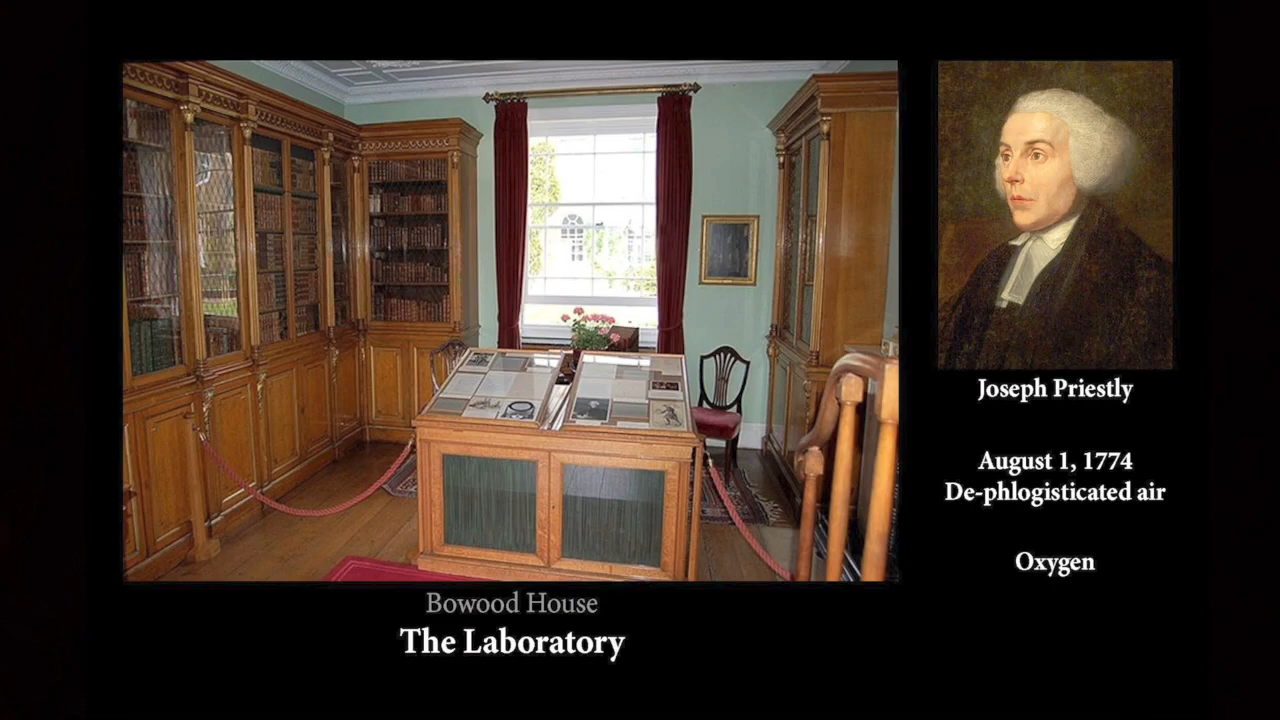 Bowood House
The Laboratory
Joseph Priestly
August 1, 1774
De-phlogisticated air
Oxygen